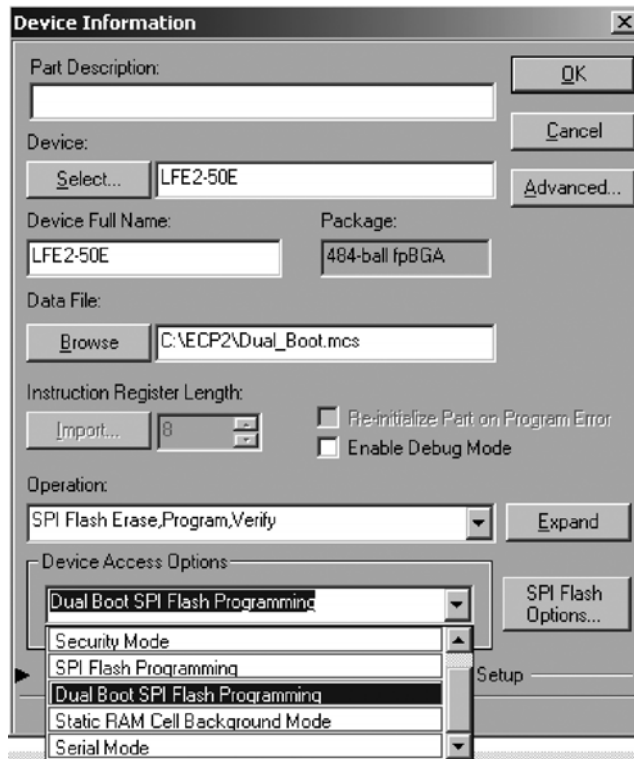 Device Information
Part Description:
OK
Device:
Cancel
Select... LFE2-50E
Advanced...
Device Full Name: Package:
LFE2-50E 484-ball fpBGA
Data File:
Browse C:\ECP2\Dual_Boot.mcs
Instruction Register Length:
Import... 8 Re-initialize Part on Program Error
Enable Debug Mode
Operation:
SPI Flash Erase,Program,Verify Expand
Device Access Options
Dual Boot SPI Flash Programming SPI Flash
Options...
Security Mode
SPI Flash Programming Setup
Dual Boot SPI Flash Programming
Static RAM Cell Background Mode
Serial Mode